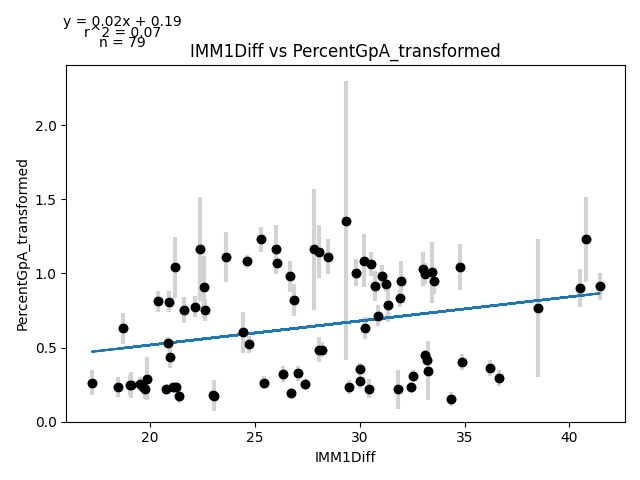 y = 0.02x + 0.19
r^2 = 0.07
n = 79
IMM1Diff vs PercentGpA_transformed
PercentGpA_transformed
2.0
1.5
1.0
0.5
0.0
20
25
30
35
40
IMM1Diff